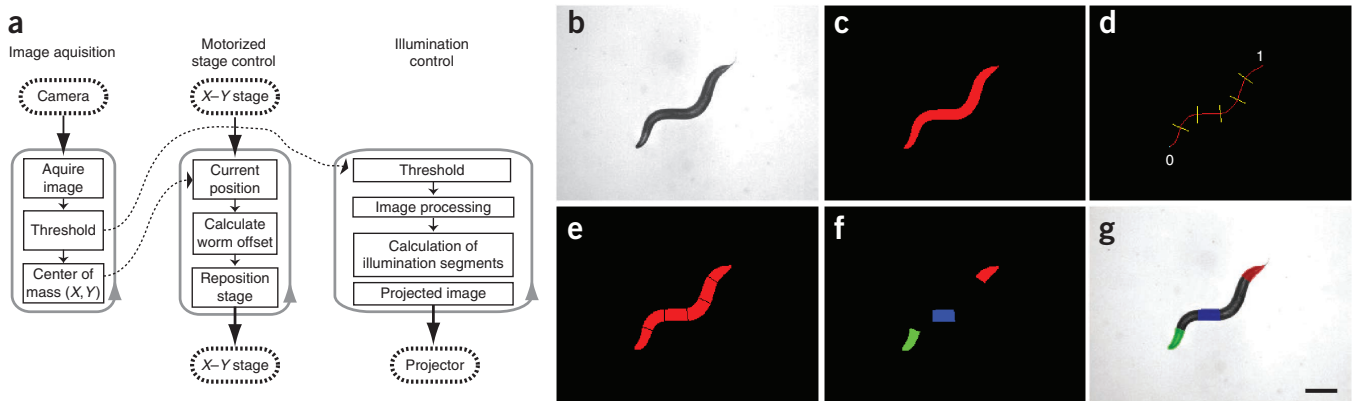 a
Image aquisition
Motorized
stage control
Illumination
control
Camera
X–Y stage
Aquire
image
Threshold
Center of
mass (X,Y)
Current
position
Calculate
worm offset
Reposition
stage
X–Y stage
Threshold
Image processing
Calculation of
illumination segments
Projected image
Projector
b
c
d
1
0
e
f
g